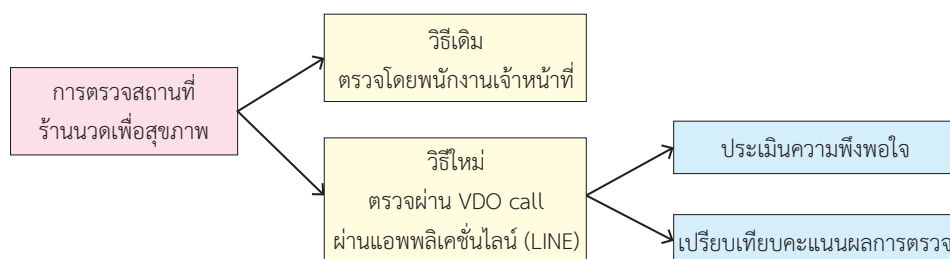 การตรวจสถานที่
ร้านนวดเพื่อสุขภาพ
วิธีเดิม
ตรวจโดยพนักงานเจ้าหน้าที่
วิธีใหม่
ตรวจผ่าน VDO call
ผ่านแอพพลิเคชั่นไลน์ (LINE)
ประเมินความพึงพอใจ
เปรียบเทียบคะแนนผลการตรวจ